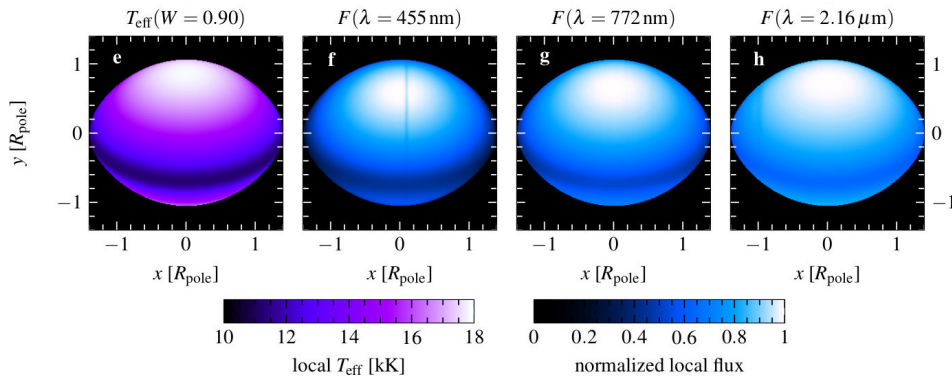 T_eff(W = 0.90) F(λ = 455 nm) F(λ = 772 nm) F(λ = 2.16 μm)
e f g h
1 1
y [R_pole] 0 0
−1 −1
−1 0 1 −1 0 1 −1 0 1 −1 0 1
x [R_pole] x [R_pole] x [R_pole] x [R_pole]
10 12 14 16 18 0 0.2 0.4 0.6 0.8 1
local T_eff [kK] normalized local flux